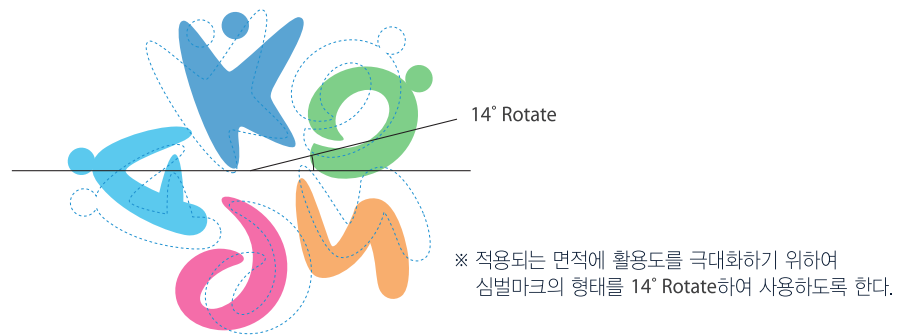 14˚ Rotate
※ 적용되는 면적에 활용도를 극대화하기 위하여
심벌마크의 형태를 14˚ Rotate하여 사용하도록 한다.